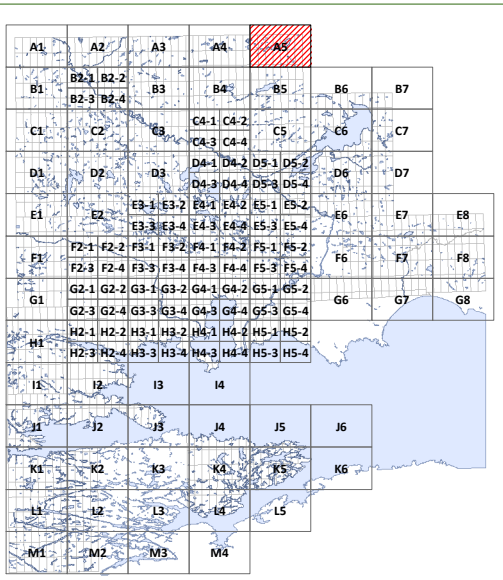 A1 A2 A3 A4 A5
B2-1 B2-2
B1 B3 B4 B5 B6 B7
B2-3 B2-4
C4-1 C4-2
C1 C2 C3 C5 C6 C7
C4-3 C4-4
D4-1 D4-2 D5-1 D5-2
D1 D2 D3 D6 D7
D4-3 D4-4 D5-3 D5-4
E3-1 E3-2 E4-1 E4-2 E5-1 E5-2
E1 E2 E6 E7 E8
E3-3 E3-4 E4-3 E4-4 E5-3 E5-4
F2-1 F2-2 F3-1 F3-2 F4-1 F4-2 F5-1 F5-2
F1 F6 F7 F8
F2-3 F2-4 F3-3 F3-4 F4-3 F4-4 F5-3 F5-4
G2-1 G2-2 G3-1 G3-2 G4-1 G4-2 G5-1 G5-2
G1 G6 G7 G8
G2-3 G2-4 G3-3 G3-4 G4-3 G4-4 G5-3 G5-4
H2-1 H2-2 H3-1 H3-2 H4-1 H4-2 H5-1 H5-2
H1
H2-3 H2-4 H3-3 H3-4 H4-3 H4-4 H5-3 H5-4
I1 I2 I3 I4
J1 J2 J3 J4 J5 J6
K1 K2 K3 K4 K5 K6
L1 L2 L3 L4 L5
M1 M2 M3 M4